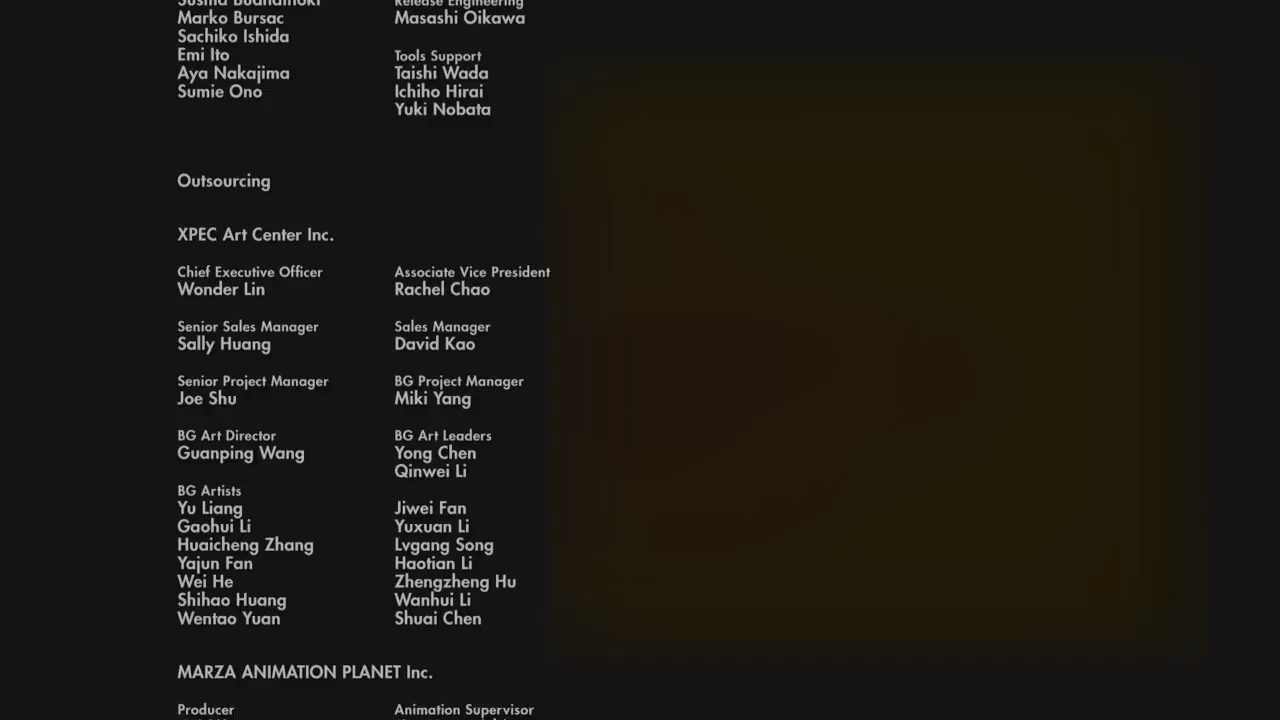 Marko Bursac
Sachiko Ishida
Emi Ito
Aya Nakajima
Sumie Ono
Release Engineering
Masashi Oikawa
Tools Support
Taishi Wada
Ichiho Hirai
Yuki Nobata
Outsourcing
XPEC Art Center Inc.
Chief Executive Officer
Wonder Lin
Associate Vice President
Rachel Chao
Senior Sales Manager
Sally Huang
Sales Manager
David Kao
Senior Project Manager
Joe Shu
BG Project Manager
Miki Yang
BG Art Director
Guanping Wang
BG Art Leaders
Yong Chen
Qinwei Li
BG Artists
Yu Liang
Gaohui Li
Huaicheng Zhang
Yajun Fan
Wei He
Shihao Huang
Wentao Yuan
Jiwei Fan
Yuxuan Li
Lvgang Song
Haotian Li
Zhengzheng Hu
Wanhui Li
Shuai Chen
MARZA ANIMATION PLANET Inc.
Producer
Animation Supervisor